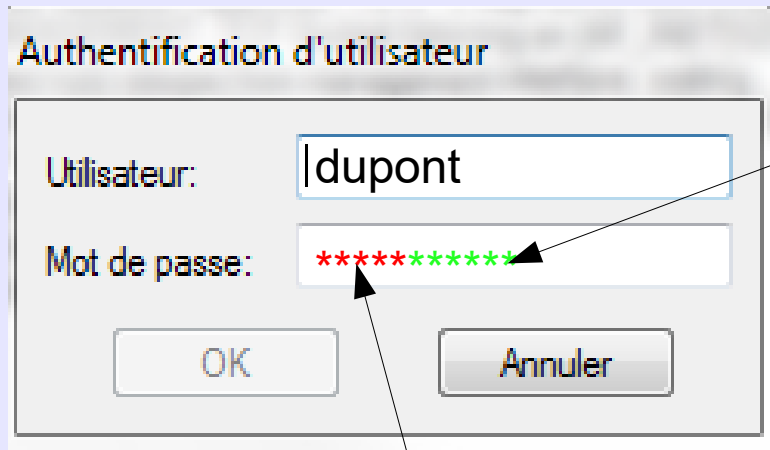 Authentification d'utilisateur
Utilisateur: dupont
Mot de passe: ***********
OK Annuler